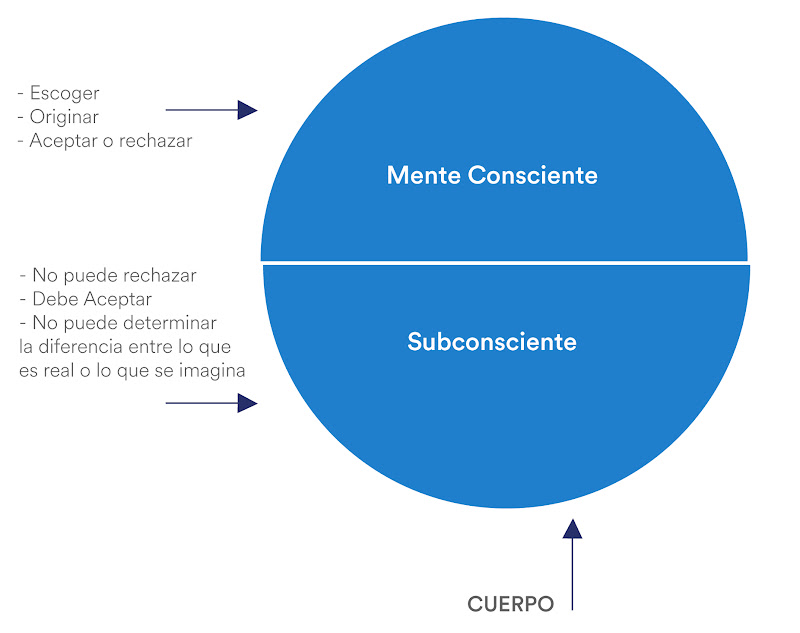 - Escoger
- Originar
- Aceptar o rechazar
Mente Consciente
- No puede rechazar
- Debe Aceptar
- No puede determinar
la diferencia entre lo que
es real o lo que se imagina
Subconsciente
CUERPO